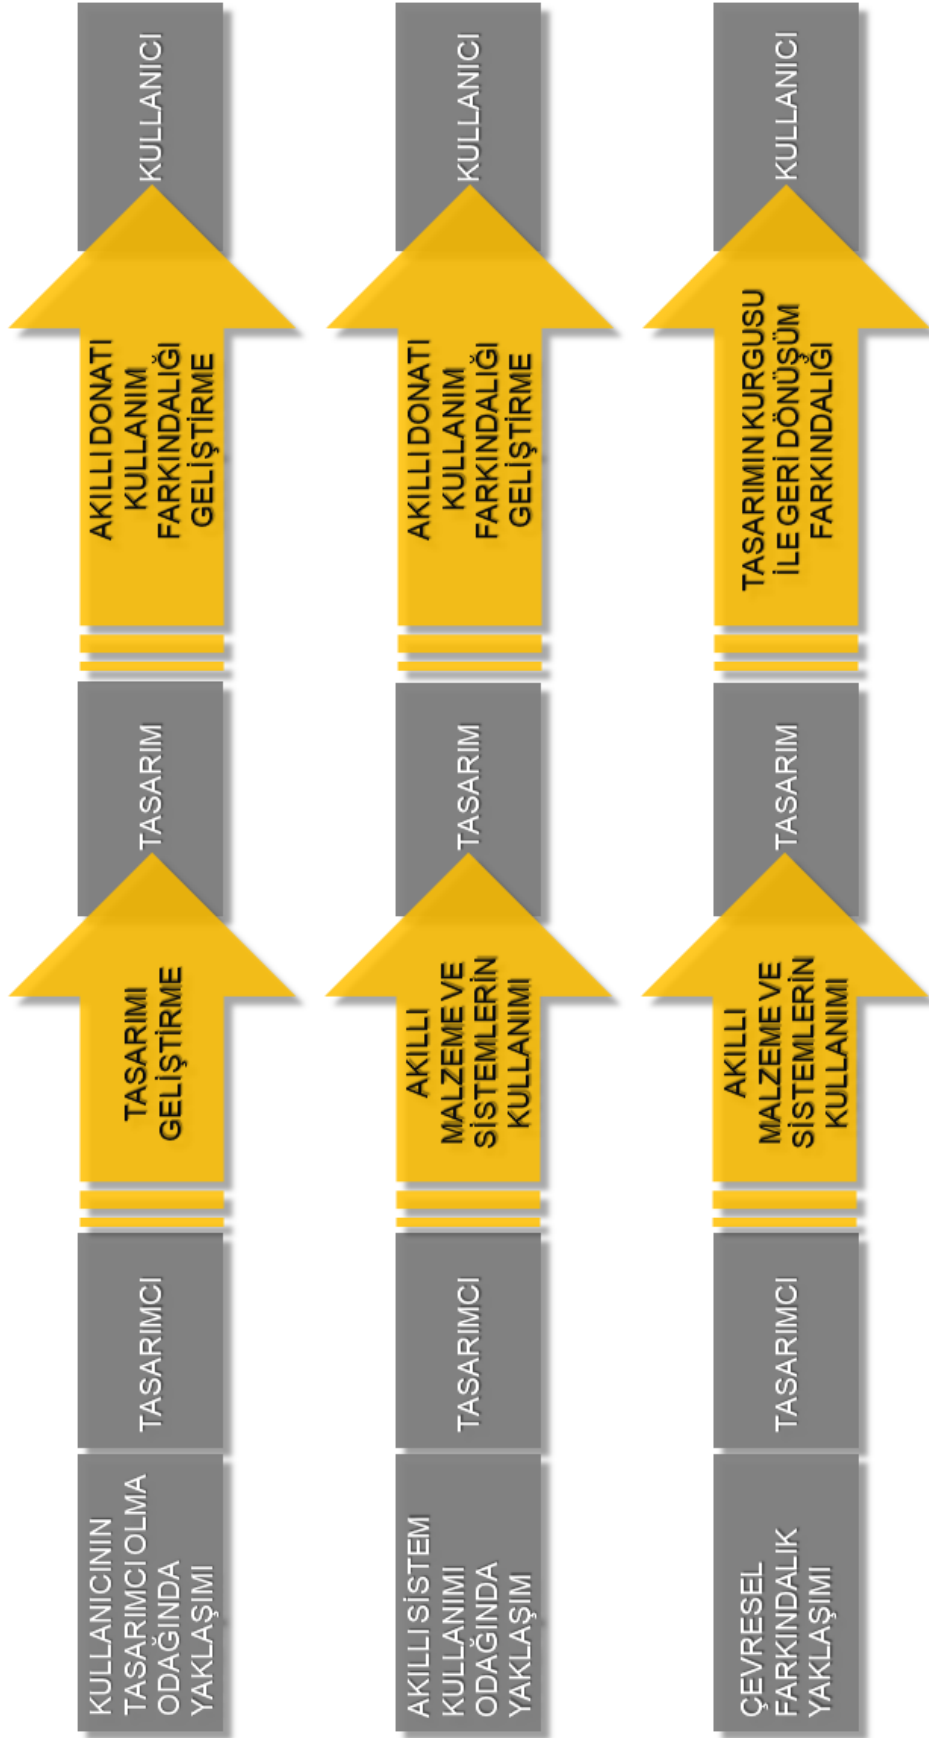 KULLANICININ
TASARIMCI OLMA
ODAĞINDA
YAKLAŞIMI
TASARIMCI
TASARIMI
GELİŞTİRME
TASARIM
AKILLI DONATI
KULLANIM
FARKINDALIĞI
GELİŞTİRME
KULLANICI
AKILLI SİSTEM
KULLANIMI
ODAĞINDA
YAKLAŞIM
TASARIMCI
AKILLI
MALZEME VE
SİSTEMLERİN
KULLANIMI
TASARIM
AKILLI DONATI
KULLANIM
FARKINDALIĞI
GELİŞTİRME
KULLANICI
ÇEVRESEL
FARKINDALIK
YAKLAŞIMI
TASARIMCI
AKILLI
MALZEME VE
SİSTEMLERİN
KULLANIMI
TASARIM
TASARIMIN KURGUSU
İLE GERİ DÖNÜŞÜM
FARKINDALIĞI
KULLANICI